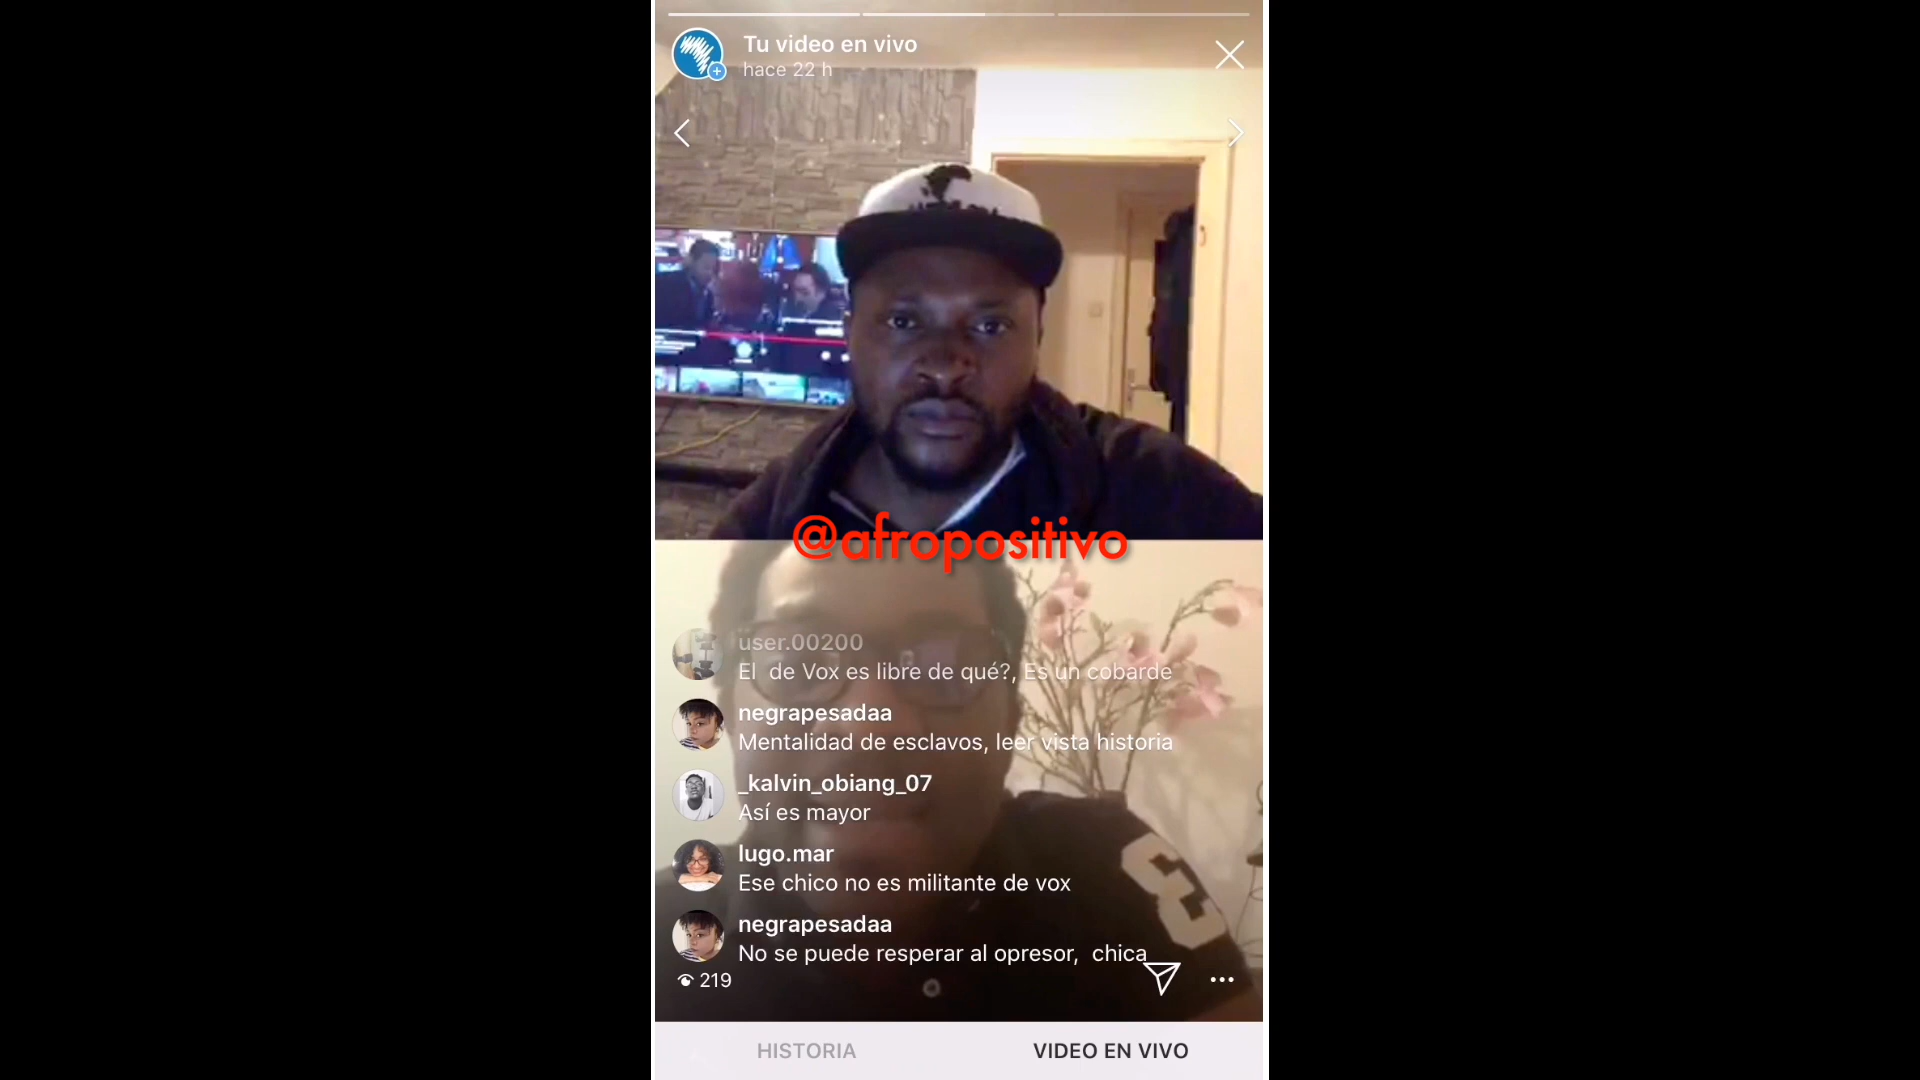 Tu video en vivo
hace 22 h
@afropositivo
user.00200
El de Vox es libre de qué?, Es un cobarde
negrapesadaa
Mentalidad de esclavos, leer vista historia
_kalvin_obiang_07
Así es mayor
lugo.mar
Ese chico no es militante de vox
negrapesadaa
No se puede resperar al opresor, chica
219
HISTORIA
VIDEO EN VIVO